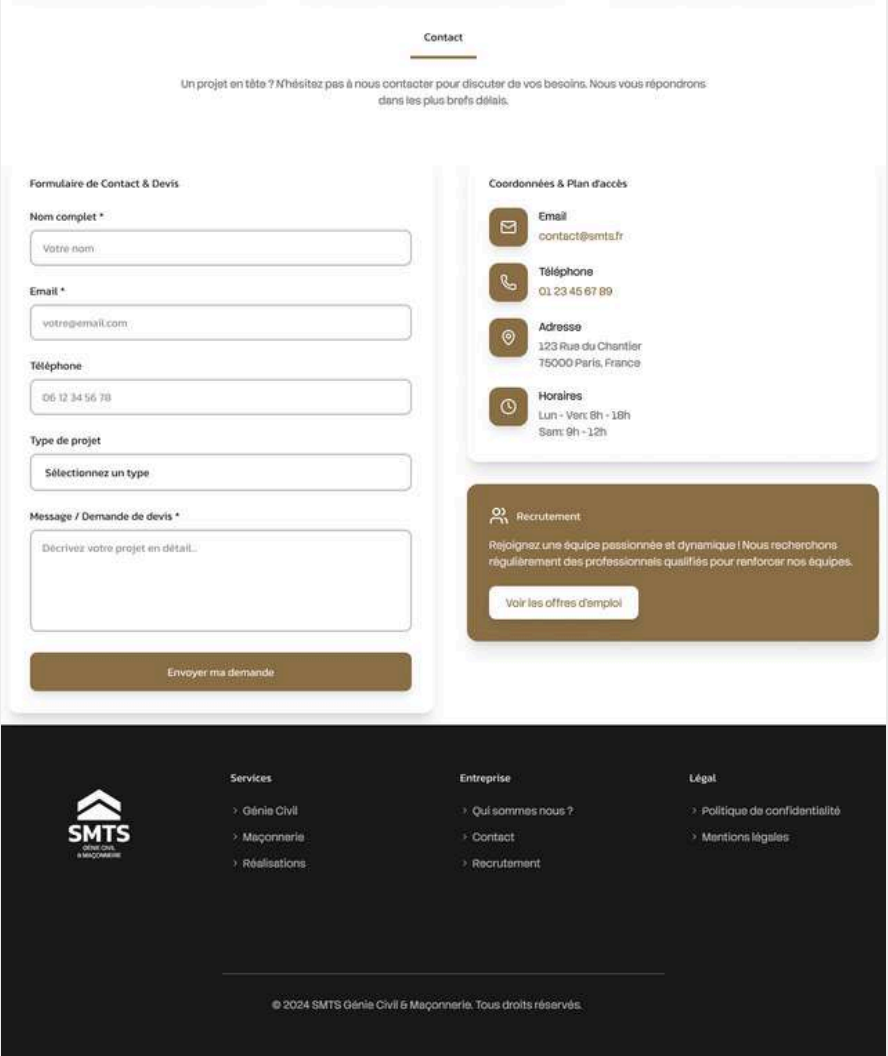 Contact
Un projet en tête ? N'hésitez pas à nous contacter pour discuter de vos besoins. Nous vous répondrons
dans les plus brefs délais.
Formulaire de Contact & Devis
Nom complet *
Votre nom
Email *
votre@email.com
Téléphone
06 12 34 56 78
Type de projet
Sélectionnez un type
Message / Demande de devis *
Décrivez votre projet en détail...
Envoyer ma demande
Coordonnées & Plan d'accès
Email
contact@smts.fr
Téléphone
01 23 45 67 89
Adresse
123 Rue du Chantier
75000 Paris, France
Horaires
Lun - Ven: 8h - 18h
Sam: 9h - 12h
Recrutement
Rejoignez une équipe passionnée et dynamique ! Nous recherchons
régulièrement des professionnels qualifiés pour renforcer nos équipes.
Voir les offres d'emploi
SMTS
GÉNIE CIVIL
& MAÇONNERIE
Services
› Génie Civil
› Maçonnerie
› Réalisations
Entreprise
› Qui sommes nous ?
› Contact
› Recrutement
Légal
› Politique de confidentialité
› Mentions légales
© 2024 SMTS Génie Civil & Maçonnerie. Tous droits réservés.